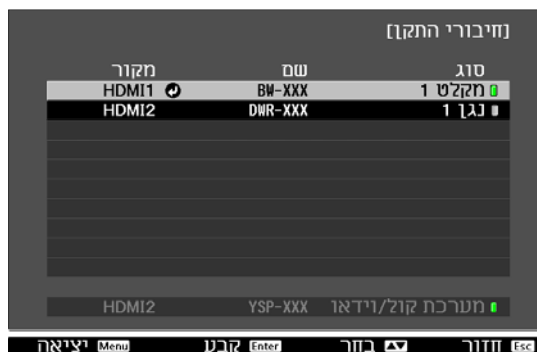 [חיבורי התקן]
סוג שם מקור
מקלט 1 BW-XXX HDMI1
נגן 1 DWR-XXX HDMI2
מערכת קול/וידאו YSP-XXX HDMI2
Esc חזור בחר Enter קבע Menu יציאה